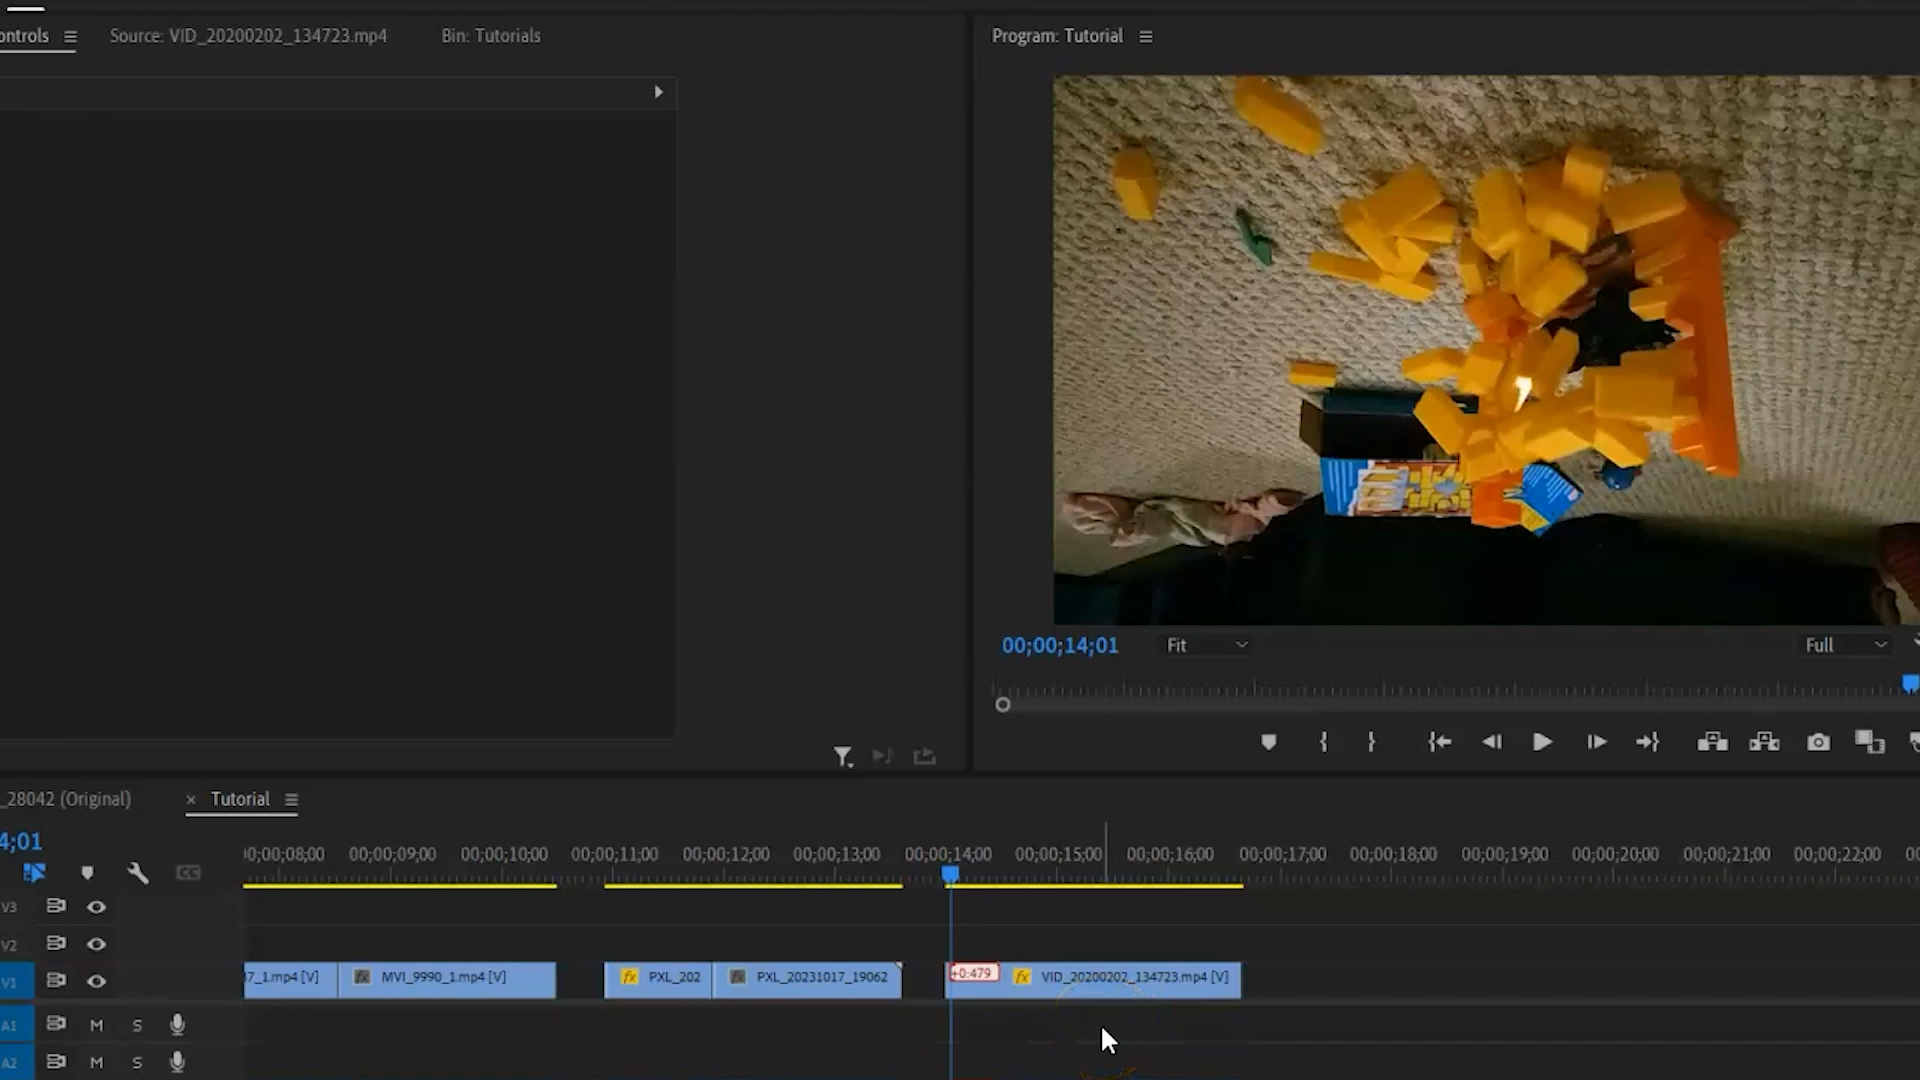 ontrols
Source: VID_20200202_134723.mp4
Bin: Tutorials
Program: Tutorial
00;00;14;01
Fit
Full
_28042 (Original)
× Tutorial
4;01
00;00;08;00
00;00;09;00
00;00;10;00
00;00;11;00
00;00;12;00
00;00;13;00
00;00;14;00
00;00;15;00
00;00;16;00
00;00;17;00
00;00;18;00
00;00;19;00
00;00;20;00
00;00;21;00
00;00;22;00
CC
V3
V2
V1
7_1.mp4 [V]
fx MVI_9990_1.mp4 [V]
fx PXL_202
fx PXL_20231017_19062
+0:479
fx VID_20200202_134723.mp4 [V]
A1 M S
A2 M S